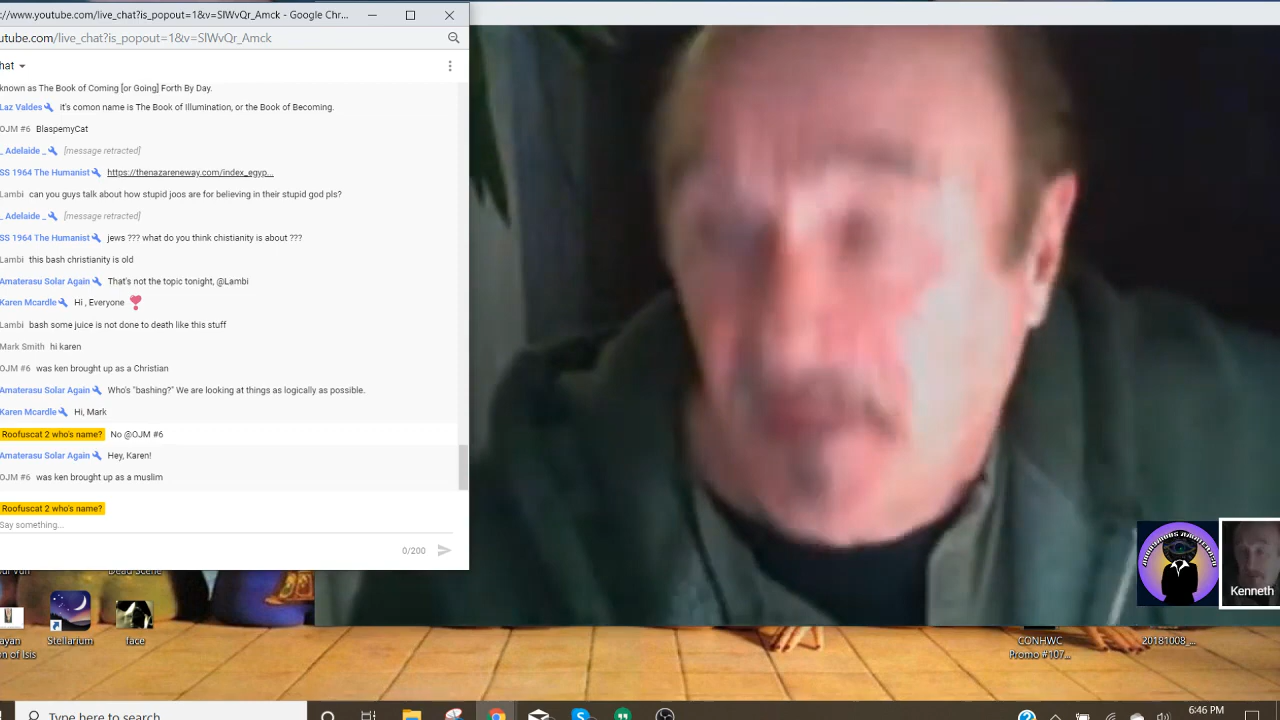 ://www.youtube.com/live_chat?is_popout=1&v=SlWvQr_Amck - Google Chr...
utube.com/live_chat?is_popout=1&v=SlWvQr_Amck
hat
known as The Book of Coming [or Going] Forth By Day.
Laz Valdes it's comon name is The Book of Illumination, or the Book of Becoming.
OJM #6 BlaspemyCat
_ Adelaide _ [message retracted]
SS 1964 The Humanist https://thenazareneway.com/index_egyp...
Lambi can you guys talk about how stupid joos are for believing in their stupid god pls?
_ Adelaide _ [message retracted]
SS 1964 The Humanist jews ??? what do you think chistianity is about ???
Lambi this bash christianity is old
Amaterasu Solar Again That's not the topic tonight, @Lambi
Karen Mcardle Hi , Everyone
Lambi bash some juice is not done to death like this stuff
Mark Smith hi karen
OJM #6 was ken brought up as a Christian
Amaterasu Solar Again Who's "bashing?" We are looking at things as logically as possible.
Karen Mcardle Hi, Mark
Roofuscat 2 who's name? No @OJM #6
Amaterasu Solar Again Hey, Karen!
OJM #6 was ken brought up as a muslim
Roofuscat 2 who's name?
Say something...
0/200
Dead Scene
ayan
on of Isis
Stellarium
face
Kenneth
CONHWC
Promo #107...
20181008_...
Type here to search
6:46 PM